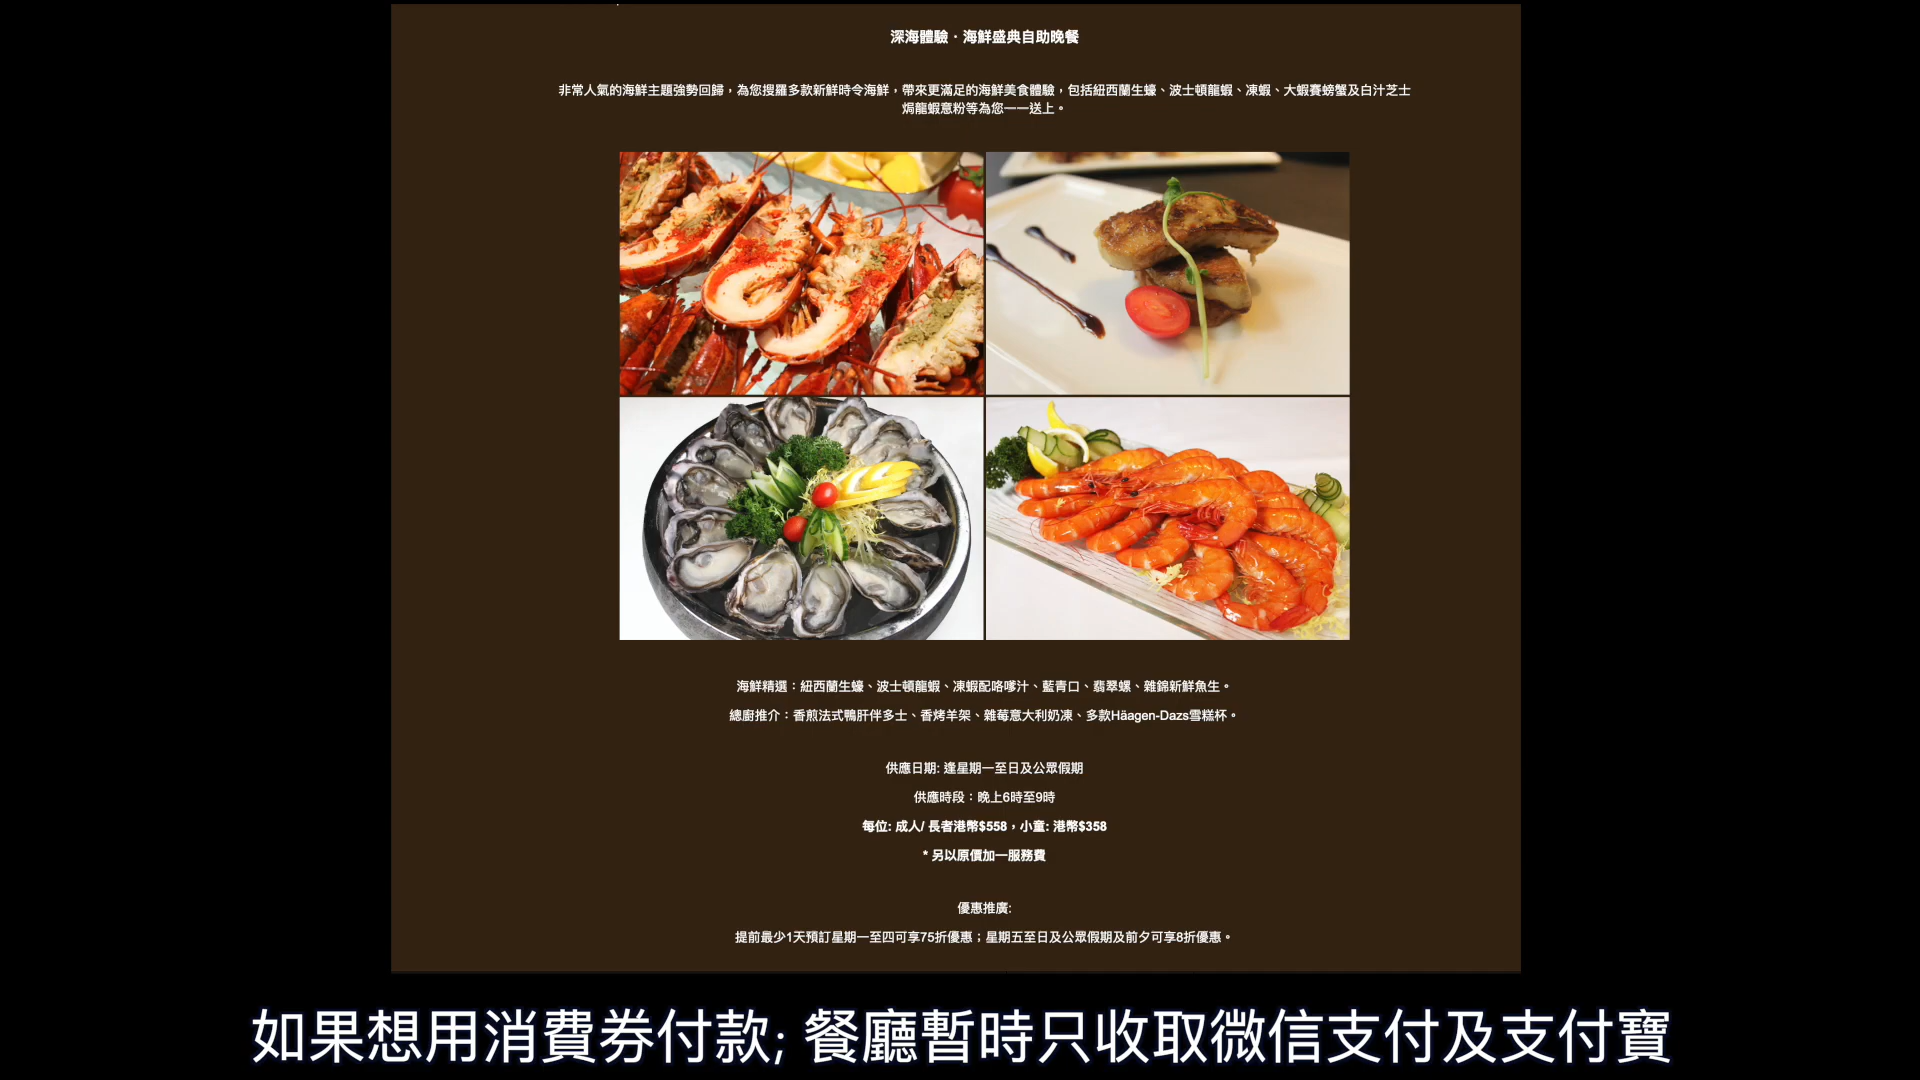 深海體驗．海鮮盛典自助晚餐
非常人氣的海鮮主題強勢回歸，為您搜羅多款新鮮時令海鮮，帶來更滿足的海鮮美食體驗，包括紐西蘭生蠔、波士頓龍蝦、凍蝦、大蝦賽螃蟹及白汁芝士
焗龍蝦意粉等為您一一送上。
海鮮精選：紐西蘭生蠔、波士頓龍蝦、凍蝦配咯嗲汁、藍青口、翡翠螺、雜錦新鮮魚生。
總廚推介：香煎法式鴨肝伴多士、香烤羊架、雜莓意大利奶凍、多款Häagen-Dazs雪糕杯。
供應日期: 逢星期一至日及公眾假期
供應時段：晚上6時至9時
每位: 成人/ 長者港幣$558，小童: 港幣$358
* 另以原價加一服務費
優惠推廣:
提前最少1天預訂星期一至四可享75折優惠；星期五至日及公眾假期及前夕可享8折優惠。
如果想用消費券付款; 餐廳暫時只收取微信支付及支付寶